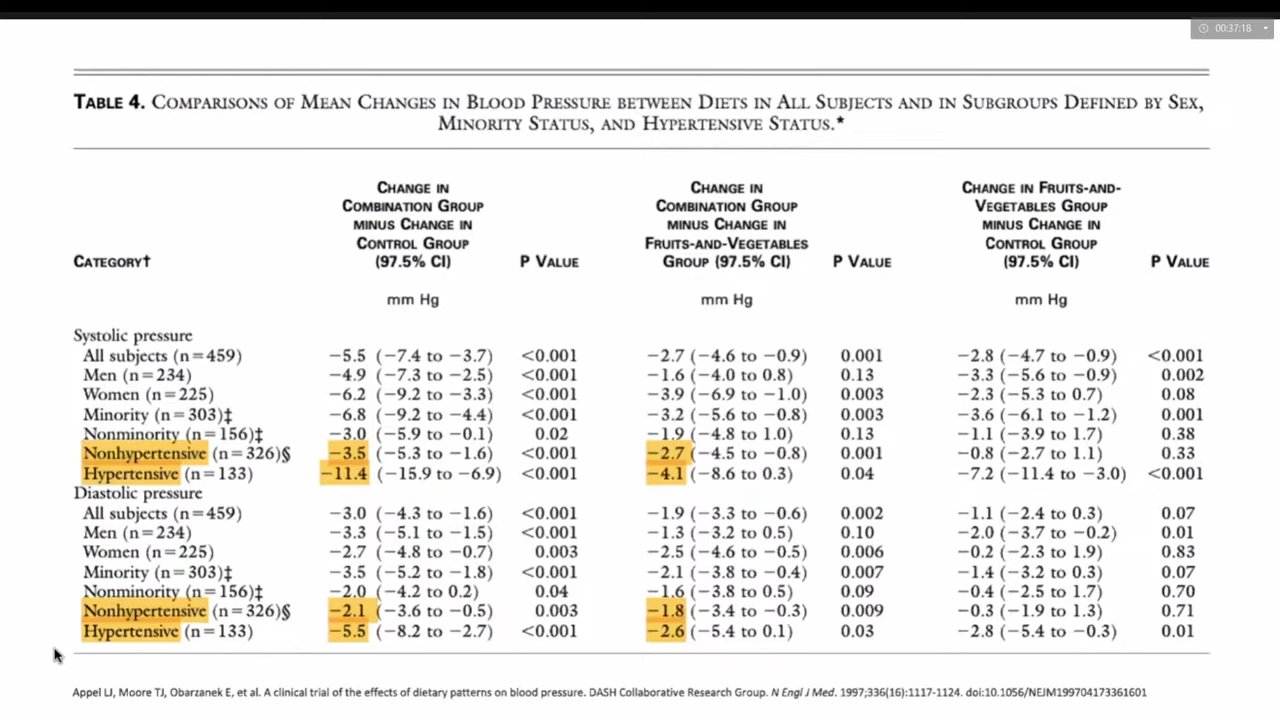 00:37:18
TABLE 4. COMPARISONS OF MEAN CHANGES IN BLOOD PRESSURE BETWEEN DIETS IN ALL SUBJECTS AND IN SUBGROUPS DEFINED BY SEX,
MINORITY STATUS, AND HYPERTENSIVE STATUS.*
CATEGORY† CHANGE IN COMBINATION GROUP MINUS CHANGE IN CONTROL GROUP (97.5% CI) P VALUE CHANGE IN COMBINATION GROUP MINUS CHANGE IN FRUITS-AND-VEGETABLES GROUP (97.5% CI) P VALUE CHANGE IN FRUITS-AND-VEGETABLES GROUP MINUS CHANGE IN CONTROL GROUP (97.5% CI) P VALUE
mm Hg mm Hg mm Hg
Systolic pressure
All subjects (n=459) −5.5 (−7.4 to −3.7) <0.001 −2.7 (−4.6 to −0.9) 0.001 −2.8 (−4.7 to −0.9) <0.001
Men (n=234) −4.9 (−7.3 to −2.5) <0.001 −1.6 (−4.0 to 0.8) 0.13 −3.3 (−5.6 to −0.9) 0.002
Women (n=225) −6.2 (−9.2 to −3.3) <0.001 −3.9 (−6.9 to −1.0) 0.003 −2.3 (−5.3 to 0.7) 0.08
Minority (n=303)‡ −6.8 (−9.2 to −4.4) <0.001 −3.2 (−5.6 to −0.8) 0.003 −3.6 (−6.1 to −1.2) 0.001
Nonminority (n=156)‡ −3.0 (−5.9 to −0.1) 0.02 −1.9 (−4.8 to 1.0) 0.13 −1.1 (−3.9 to 1.7) 0.38
Nonhypertensive (n=326)§ −3.5 (−5.3 to −1.6) <0.001 −2.7 (−4.5 to −0.8) 0.001 −0.8 (−2.7 to 1.1) 0.33
Hypertensive (n=133) −11.4 (−15.9 to −6.9) <0.001 −4.1 (−8.6 to 0.3) 0.04 −7.2 (−11.4 to −3.0) <0.001
Diastolic pressure
All subjects (n=459) −3.0 (−4.3 to −1.6) <0.001 −1.9 (−3.3 to −0.6) 0.002 −1.1 (−2.4 to 0.3) 0.07
Men (n=234) −3.3 (−5.1 to −1.5) <0.001 −1.3 (−3.2 to 0.5) 0.10 −2.0 (−3.7 to −0.2) 0.01
Women (n=225) −2.7 (−4.8 to −0.7) 0.003 −2.5 (−4.6 to −0.5) 0.006 −0.2 (−2.3 to 1.9) 0.83
Minority (n=303)‡ −3.5 (−5.2 to −1.8) <0.001 −2.1 (−3.8 to −0.4) 0.007 −1.4 (−3.2 to 0.3) 0.07
Nonminority (n=156)‡ −2.0 (−4.2 to 0.2) 0.04 −1.6 (−3.8 to 0.5) 0.09 −0.4 (−2.5 to 1.7) 0.70
Nonhypertensive (n=326)§ −2.1 (−3.6 to −0.5) 0.003 −1.8 (−3.4 to −0.3) 0.009 −0.3 (−1.9 to 1.3) 0.71
Hypertensive (n=133) −5.5 (−8.2 to −2.7) <0.001 −2.6 (−5.4 to 0.1) 0.03 −2.8 (−5.4 to −0.3) 0.01
Appel LJ, Moore TJ, Obarzanek E, et al. A clinical trial of the effects of dietary patterns on blood pressure. DASH Collaborative Research Group. N Engl J Med. 1997;336(16):1117-1124. doi:10.1056/NEJM199704173361601